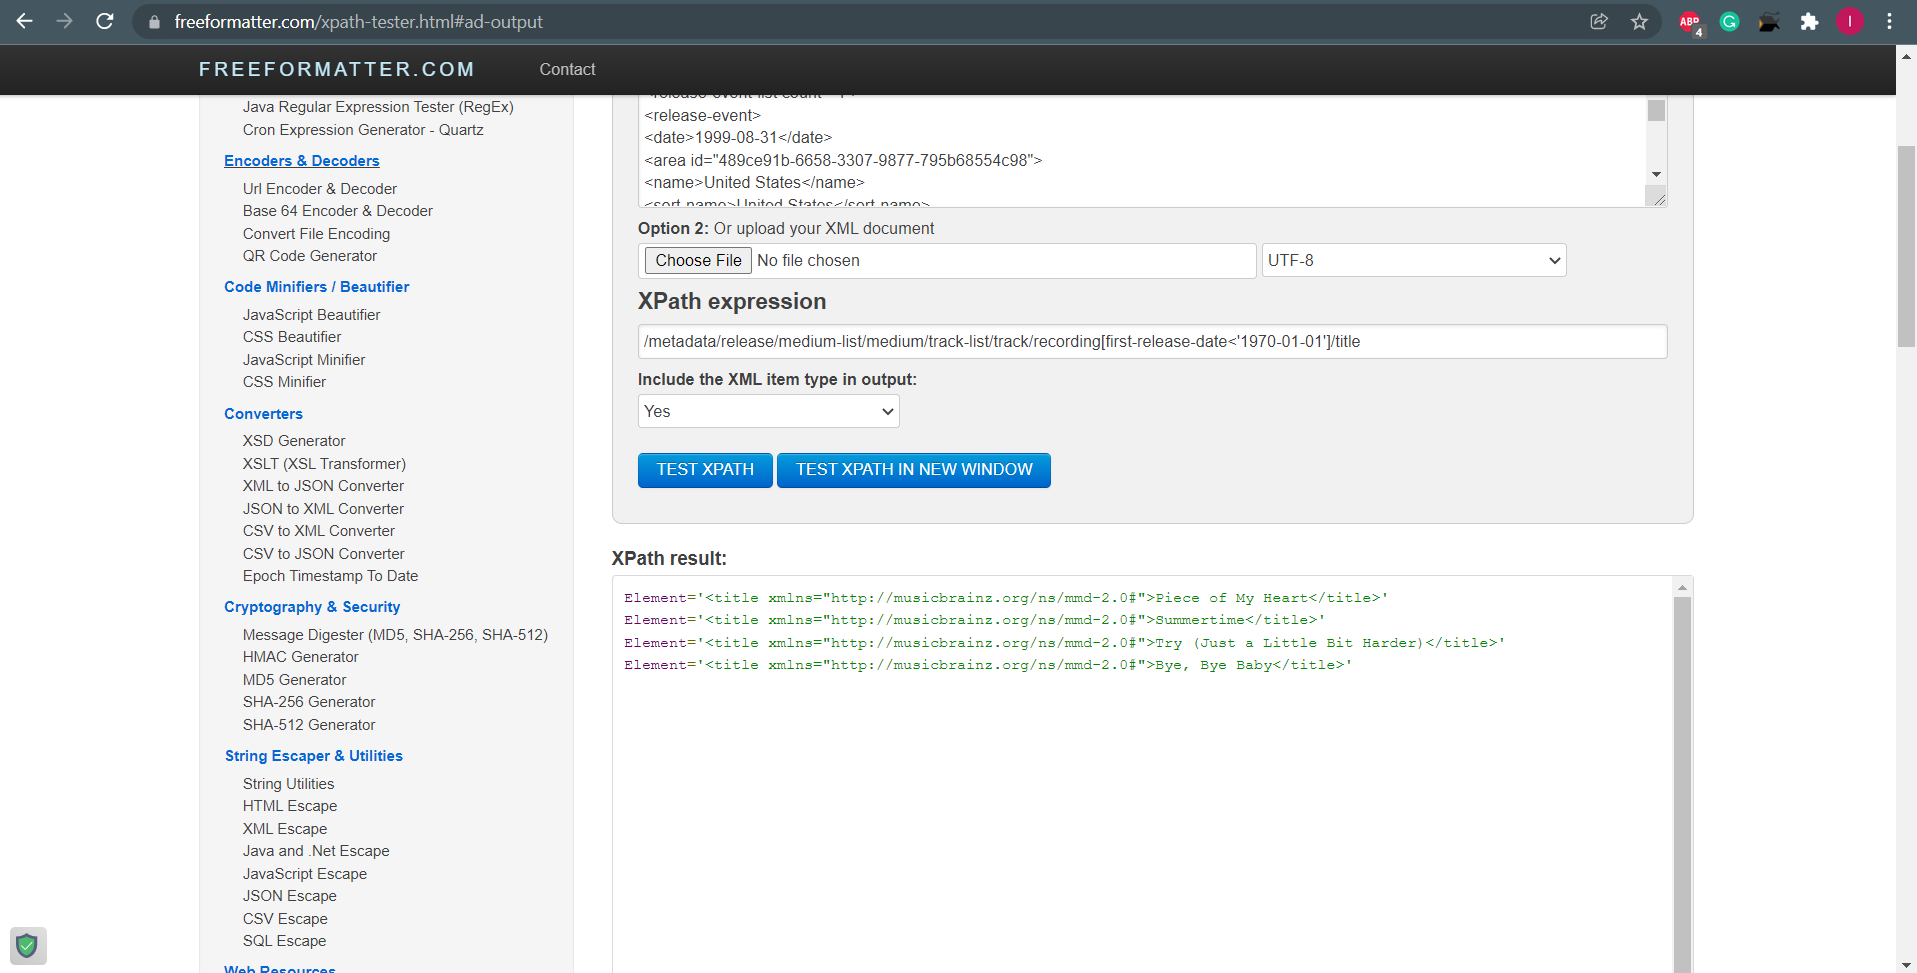 freeformatter.com/xpath-tester.html#ad-output
ABP
4
G
I
FREEFORMATTER.COM
Contact
Java Regular Expression Tester (RegEx)
Cron Expression Generator - Quartz
Encoders & Decoders
Url Encoder & Decoder
Base 64 Encoder & Decoder
Convert File Encoding
QR Code Generator
Code Minifiers / Beautifier
JavaScript Beautifier
CSS Beautifier
JavaScript Minifier
CSS Minifier
Converters
XSD Generator
XSLT (XSL Transformer)
XML to JSON Converter
JSON to XML Converter
CSV to XML Converter
CSV to JSON Converter
Epoch Timestamp To Date
Cryptography & Security
Message Digester (MD5, SHA-256, SHA-512)
HMAC Generator
MD5 Generator
SHA-256 Generator
SHA-512 Generator
String Escaper & Utilities
String Utilities
HTML Escape
XML Escape
Java and .Net Escape
JavaScript Escape
JSON Escape
CSV Escape
SQL Escape
Web Resources
<release-event>
<date>1999-08-31</date>
<area id="489ce91b-6658-3307-9877-795b68554c98">
<name>United States</name>
<sort-name>United States</sort-name>
Option 2: Or upload your XML document
Choose File No file chosen
UTF-8
XPath expression
/metadata/release/medium-list/medium/track-list/track/recording[first-release-date<'1970-01-01']/title
Include the XML item type in output:
Yes
TEST XPATH
TEST XPATH IN NEW WINDOW
XPath result:
Element='<title xmlns="http://musicbrainz.org/ns/mmd-2.0#">Piece of My Heart</title>'
Element='<title xmlns="http://musicbrainz.org/ns/mmd-2.0#">Summertime</title>'
Element='<title xmlns="http://musicbrainz.org/ns/mmd-2.0#">Try (Just a Little Bit Harder)</title>'
Element='<title xmlns="http://musicbrainz.org/ns/mmd-2.0#">Bye, Bye Baby</title>'